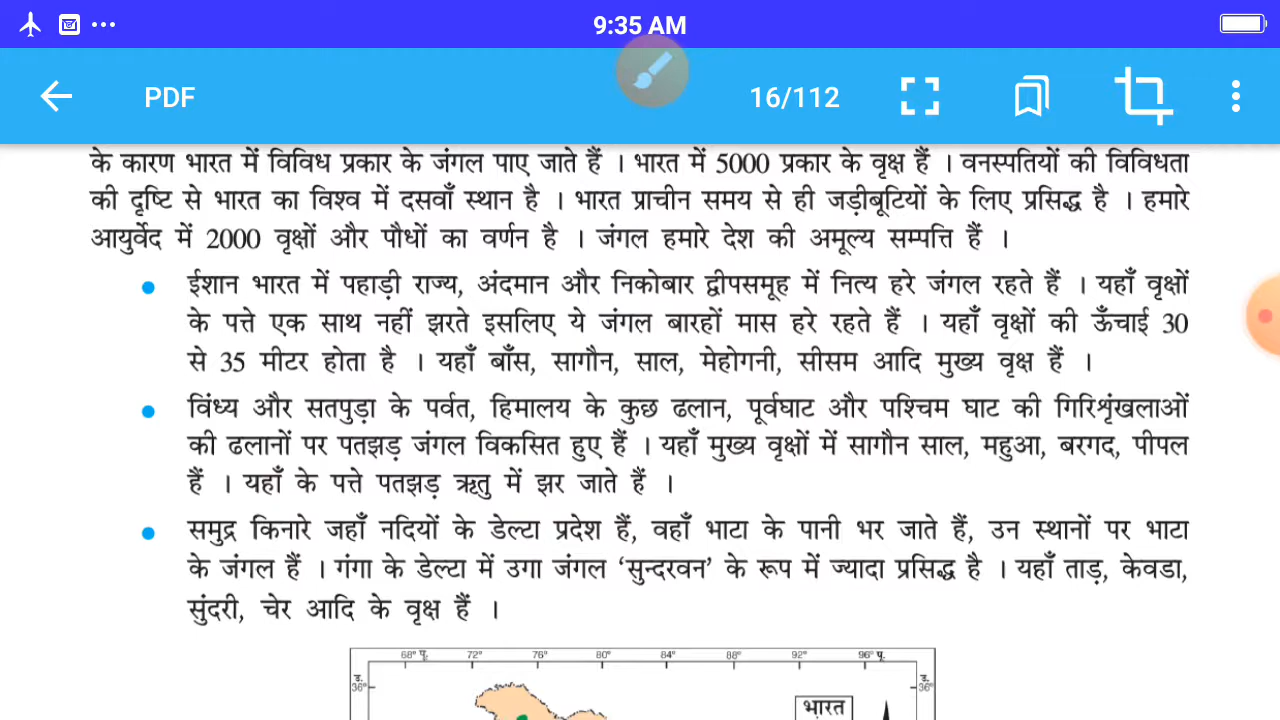 9:35 AM
PDF
16/112
के कारण भारत में विविध प्रकार के जंगल पाए जाते हैं । भारत में 5000 प्रकार के वृक्ष हैं । वनस्पतियों की विविधता
की दृष्टि से भारत का विश्व में दसवाँ स्थान है । भारत प्राचीन समय से ही जड़ीबूटियों के लिए प्रसिद्ध है । हमारे
आयुर्वेद में 2000 वृक्षों और पौधों का वर्णन है । जंगल हमारे देश की अमूल्य सम्पत्ति हैं ।
ईशान भारत में पहाड़ी राज्य, अंदमान और निकोबार द्वीपसमूह में नित्य हरे जंगल रहते हैं । यहाँ वृक्षों
के पत्ते एक साथ नहीं झरते इसलिए ये जंगल बारहों मास हरे रहते हैं । यहाँ वृक्षों की ऊँचाई 30
से 35 मीटर होता है । यहाँ बाँस, सागौन, साल, मेहोगनी, सीसम आदि मुख्य वृक्ष हैं ।
विंध्य और सतपुड़ा के पर्वत, हिमालय के कुछ ढलान, पूर्वघाट और पश्चिम घाट की गिरिशृंखलाओं
की ढलानों पर पतझड़ जंगल विकसित हुए हैं । यहाँ मुख्य वृक्षों में सागौन साल, महुआ, बरगद, पीपल
हैं । यहाँ के पत्ते पतझड़ ऋतु में झर जाते हैं ।
समुद्र किनारे जहाँ नदियों के डेल्टा प्रदेश हैं, वहाँ भाटा के पानी भर जाते हैं, उन स्थानों पर भाटा
के जंगल हैं । गंगा के डेल्टा में उगा जंगल ‘सुन्दरवन’ के रूप में ज्यादा प्रसिद्ध है । यहाँ ताड़, केवडा,
सुंदरी, चेर आदि के वृक्ष हैं ।
68° पू. 72° 76° 80° 84° 88° 92° 96° पू.
उ. 36° उ. 36°
भारत